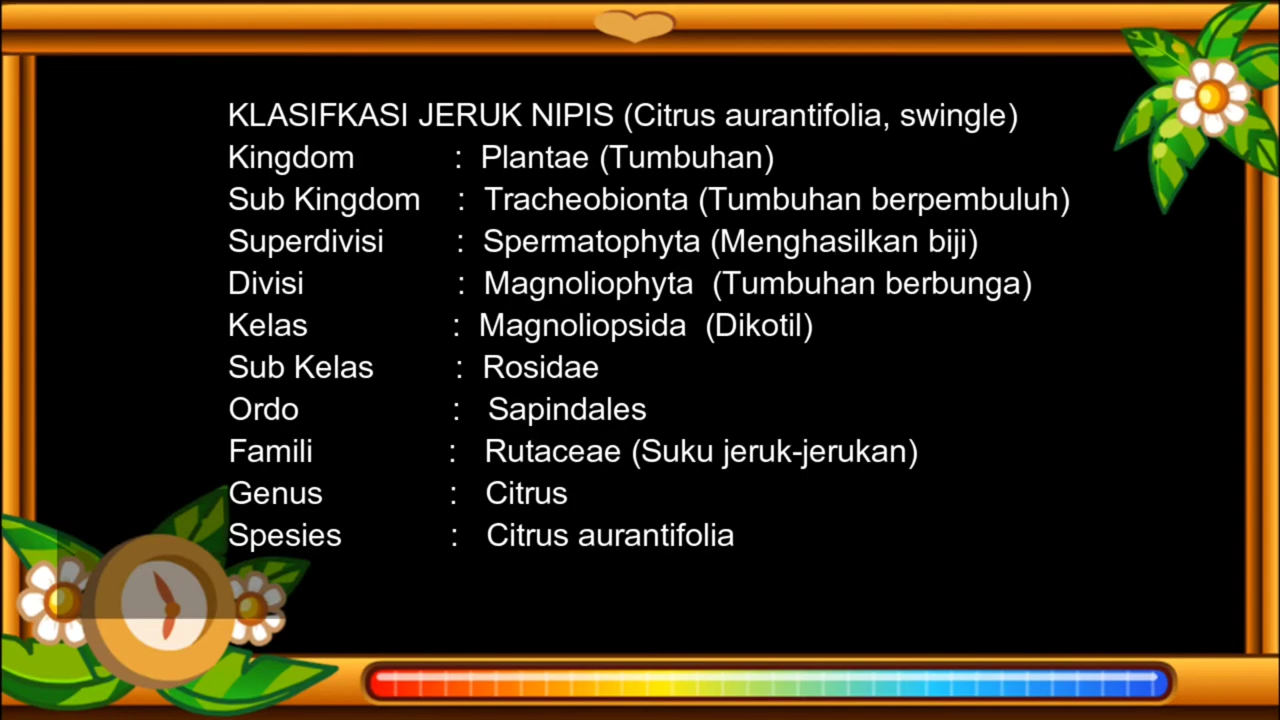 KLASIFKASI JERUK NIPIS (Citrus aurantifolia, swingle)
Kingdom : Plantae (Tumbuhan)
Sub Kingdom : Tracheobionta (Tumbuhan berpembuluh)
Superdivisi : Spermatophyta (Menghasilkan biji)
Divisi : Magnoliophyta (Tumbuhan berbunga)
Kelas : Magnoliopsida (Dikotil)
Sub Kelas : Rosidae
Ordo : Sapindales
Famili : Rutaceae (Suku jeruk-jerukan)
Genus : Citrus
Spesies : Citrus aurantifolia